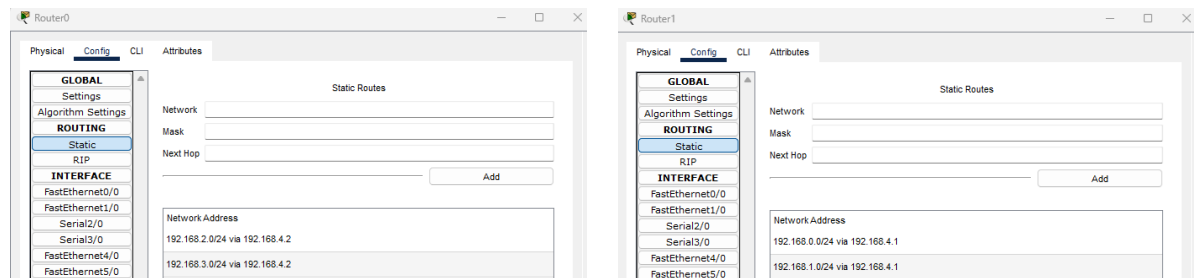 Router0
Physical Config CLI Attributes
GLOBAL
Settings
Algorithm Settings
ROUTING
Static
RIP
INTERFACE
FastEthernet0/0
FastEthernet1/0
Serial2/0
Serial3/0
FastEthernet4/0
FastEthernet5/0
Static Routes
Network
Mask
Next Hop
Add
Network Address
192.168.2.0/24 via 192.168.4.2
192.168.3.0/24 via 192.168.4.2
Router1
Physical Config CLI Attributes
GLOBAL
Settings
Algorithm Settings
ROUTING
Static
RIP
INTERFACE
FastEthernet0/0
FastEthernet1/0
Serial2/0
Serial3/0
FastEthernet4/0
FastEthernet5/0
Static Routes
Network
Mask
Next Hop
Add
Network Address
192.168.0.0/24 via 192.168.4.1
192.168.1.0/24 via 192.168.4.1